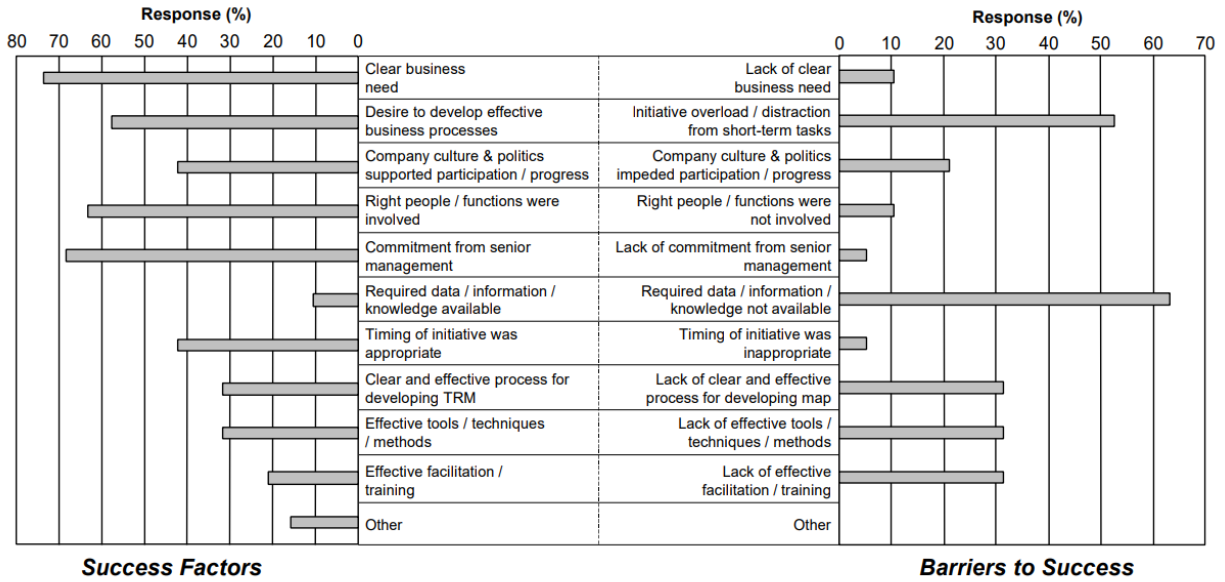 Response (%)
80 70 60 50 40 30 20 10 0
Response (%)
0 10 20 30 40 50 60 70
Clear business
need
Lack of clear
business need
Desire to develop effective
business processes
Initiative overload / distraction
from short-term tasks
Company culture & politics
supported participation / progress
Company culture & politics
impeded participation / progress
Right people / functions were
involved
Right people / functions were
not involved
Commitment from senior
management
Lack of commitment from senior
management
Required data / information /
knowledge available
Required data / information /
knowledge not available
Timing of initiative was
appropriate
Timing of initiative was
inappropriate
Clear and effective process for
developing TRM
Lack of clear and effective
process for developing map
Effective tools / techniques
/ methods
Lack of effective tools /
techniques / methods
Effective facilitation /
training
Lack of effective
facilitation / training
Other
Other
Success Factors
Barriers to Success